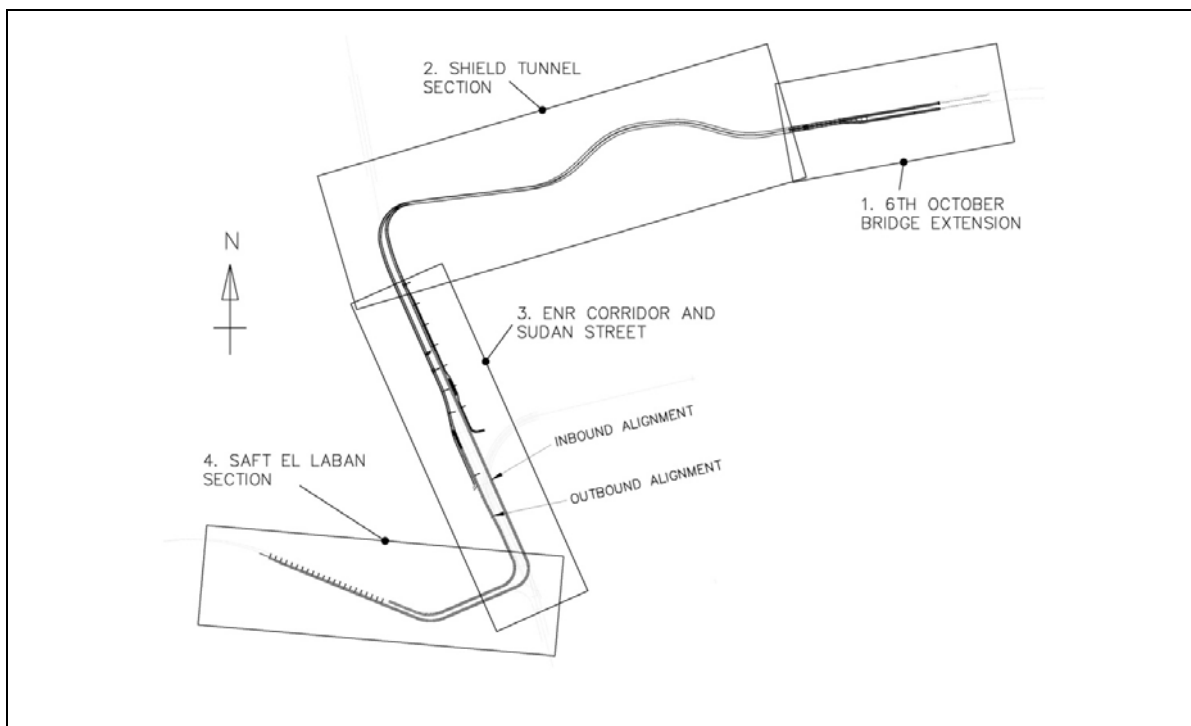 2. SHIELD TUNNEL
SECTION
1. 6TH OCTOBER
BRIDGE EXTENSION
N
3. ENR CORRIDOR AND
SUDAN STREET
INBOUND ALIGNMENT
4. SAFT EL LABAN
SECTION
OUTBOUND ALIGNMENT